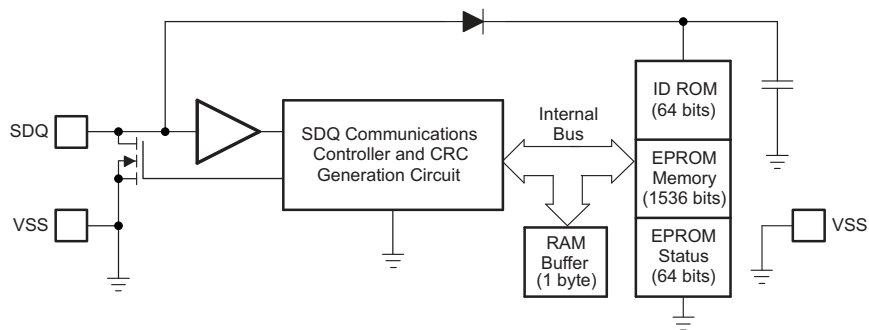 ID ROM
(64 bits)
SDQ
SDQ Communications
Controller and CRC
Generation Circuit
Internal
Bus
EPROM
Memory
(1536 bits)
VSS
RAM
Buffer
(1 byte)
EPROM
Status
(64 bits)
VSS